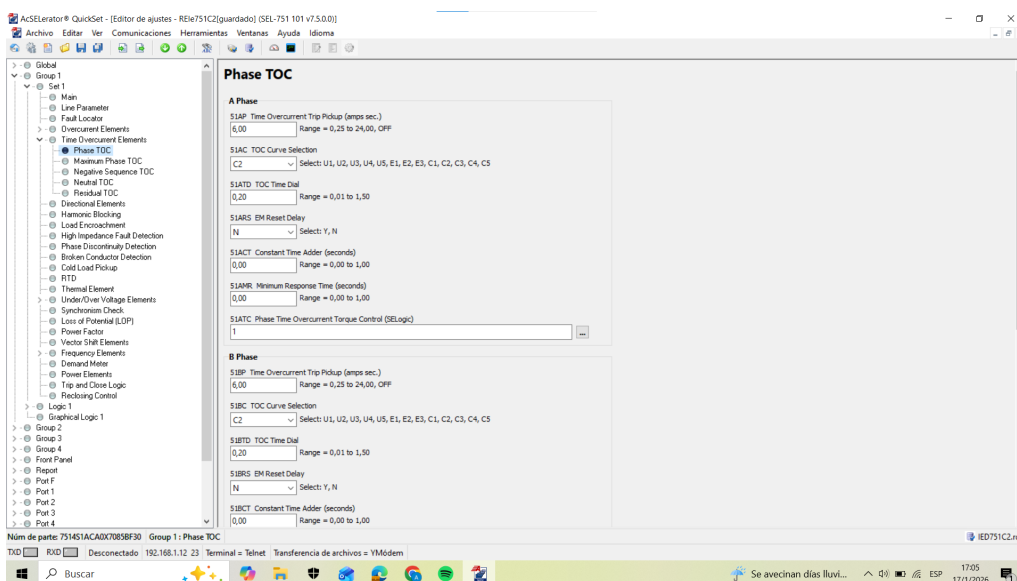 AcSELerator® QuickSet - [Editor de ajustes - REle751C2[guardado] (SEL-751 101 v7.5.0.0)]
Archivo Editar Ver Comunicaciones Herramientas Ventanas Ayuda Idioma
Global
Group 1
Set 1
Main
Line Parameter
Fault Locator
Overcurrent Elements
Time Overcurrent Elements
Phase TOC
Maximum Phase TOC
Negative Sequence TOC
Neutral TOC
Residual TOC
Directional Elements
Harmonic Blocking
Load Encroachment
High Impedance Fault Detection
Phase Discontinuity Detection
Broken Conductor Detection
Cold Load Pickup
RTD
Thermal Element
Under/Over Voltage Elements
Synchronism Check
Loss of Potential (LOP)
Power Factor
Vector Shift Elements
Frequency Elements
Demand Meter
Power Elements
Trip and Close Logic
Reclosing Control
Logic 1
Graphical Logic 1
Group 2
Group 3
Group 4
Front Panel
Report
Port F
Port 1
Port 2
Port 3
Port 4
Phase TOC
A Phase
51AP Time Overcurrent Trip Pickup (amps sec.)
6,00 Range = 0,25 to 24,00, OFF
51AC TOC Curve Selection
C2 Select: U1, U2, U3, U4, U5, E1, E2, E3, C1, C2, C3, C4, C5
51ATD TOC Time Dial
0,20 Range = 0,01 to 1,50
51ARS EM Reset Delay
N Select: Y, N
51ACT Constant Time Adder (seconds)
0,00 Range = 0,00 to 1,00
51AMR Minimum Response Time (seconds)
0,00 Range = 0,00 to 1,00
51ATC Phase Time Overcurrent Torque Control (SELogic)
1 ...
B Phase
51BP Time Overcurrent Trip Pickup (amps sec.)
6,00 Range = 0,25 to 24,00, OFF
51BC TOC Curve Selection
C2 Select: U1, U2, U3, U4, U5, E1, E2, E3, C1, C2, C3, C4, C5
51BTD TOC Time Dial
0,20 Range = 0,01 to 1,50
51BRS EM Reset Delay
N Select: Y, N
51BCT Constant Time Adder (seconds)
0,00 Range = 0,00 to 1,00
Núm de parte: 7514S1ACA0X7085BF30 Group 1 : Phase TOC IED751C2.r
TXD RXD Desconectado 192.168.1.12 23 Terminal = Telnet Transferencia de archivos = YMódem
Buscar Se avecinan días lluvi... ESP 17:05
17/1/2026